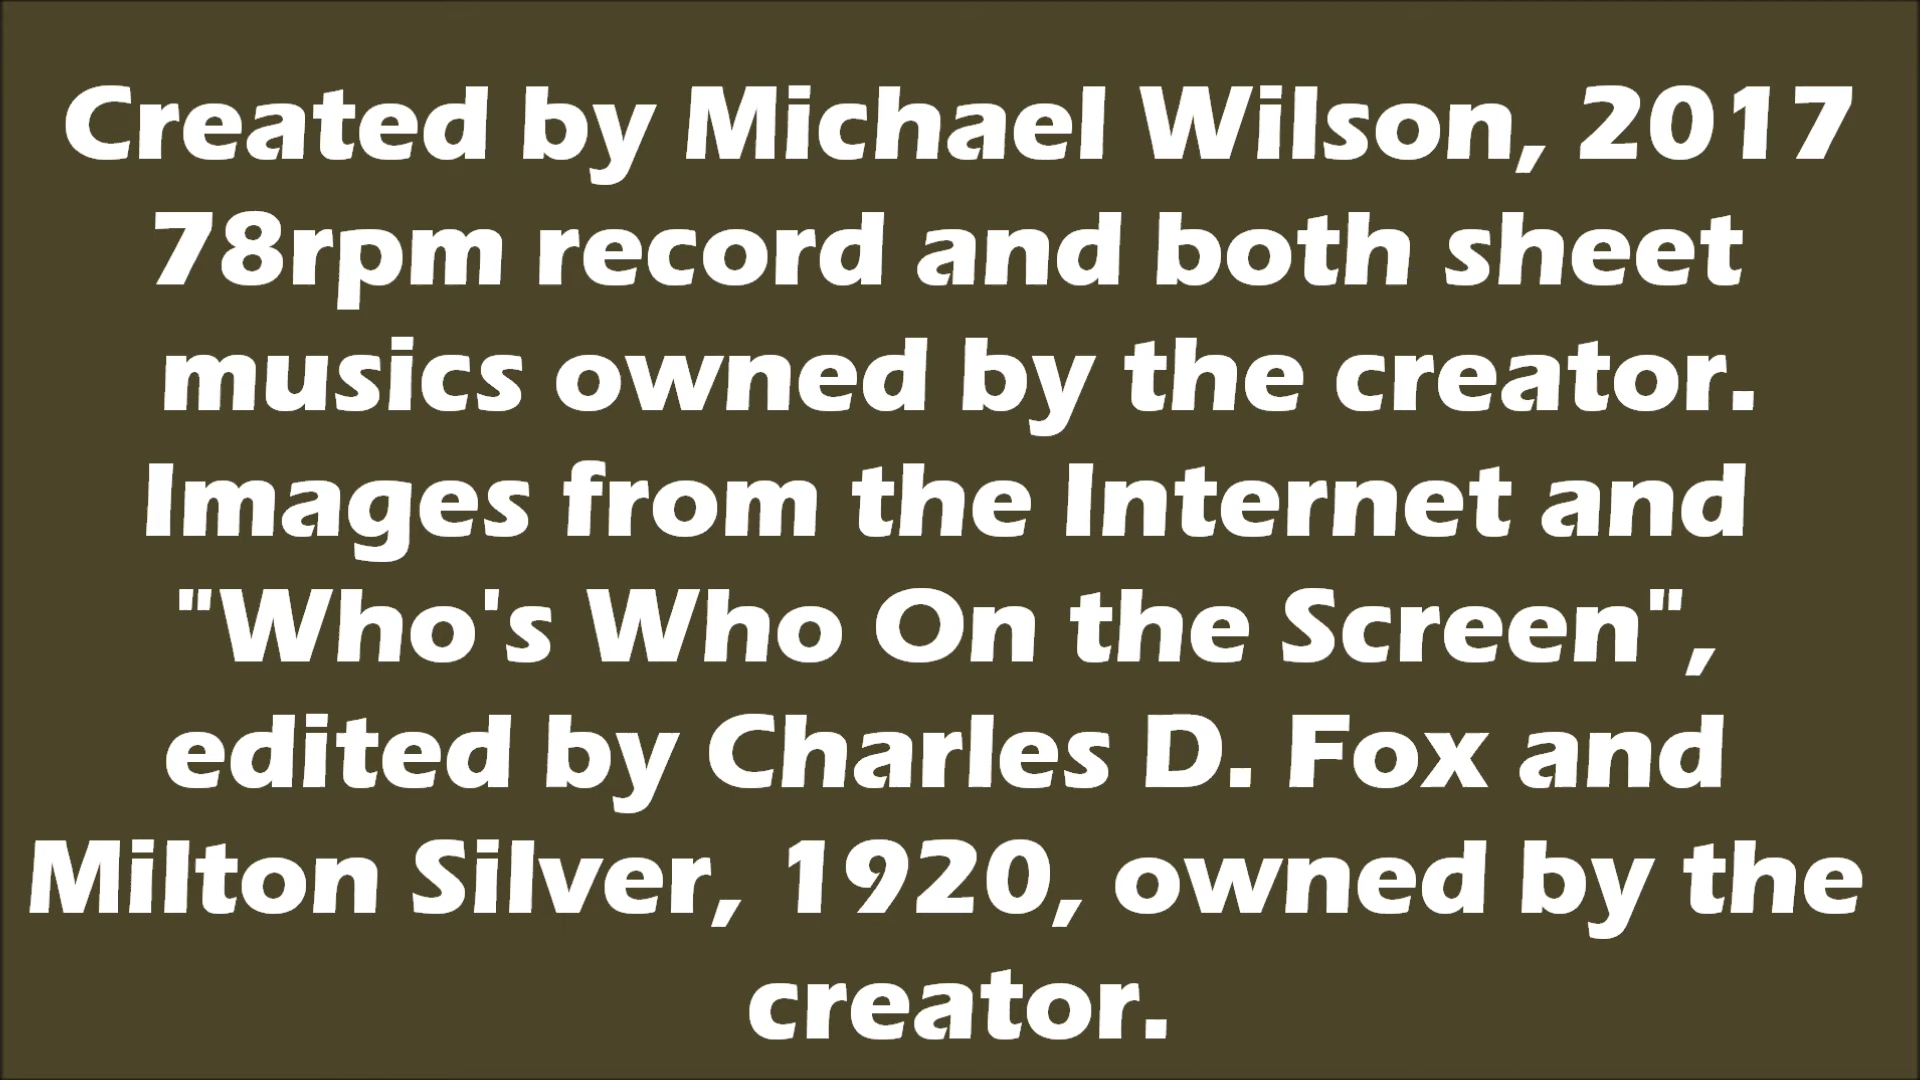 Created by Michael Wilson, 2017
78rpm record and both sheet
musics owned by the creator.
Images from the Internet and
"Who's Who On the Screen",
edited by Charles D. Fox and
Milton Silver, 1920, owned by the
creator.